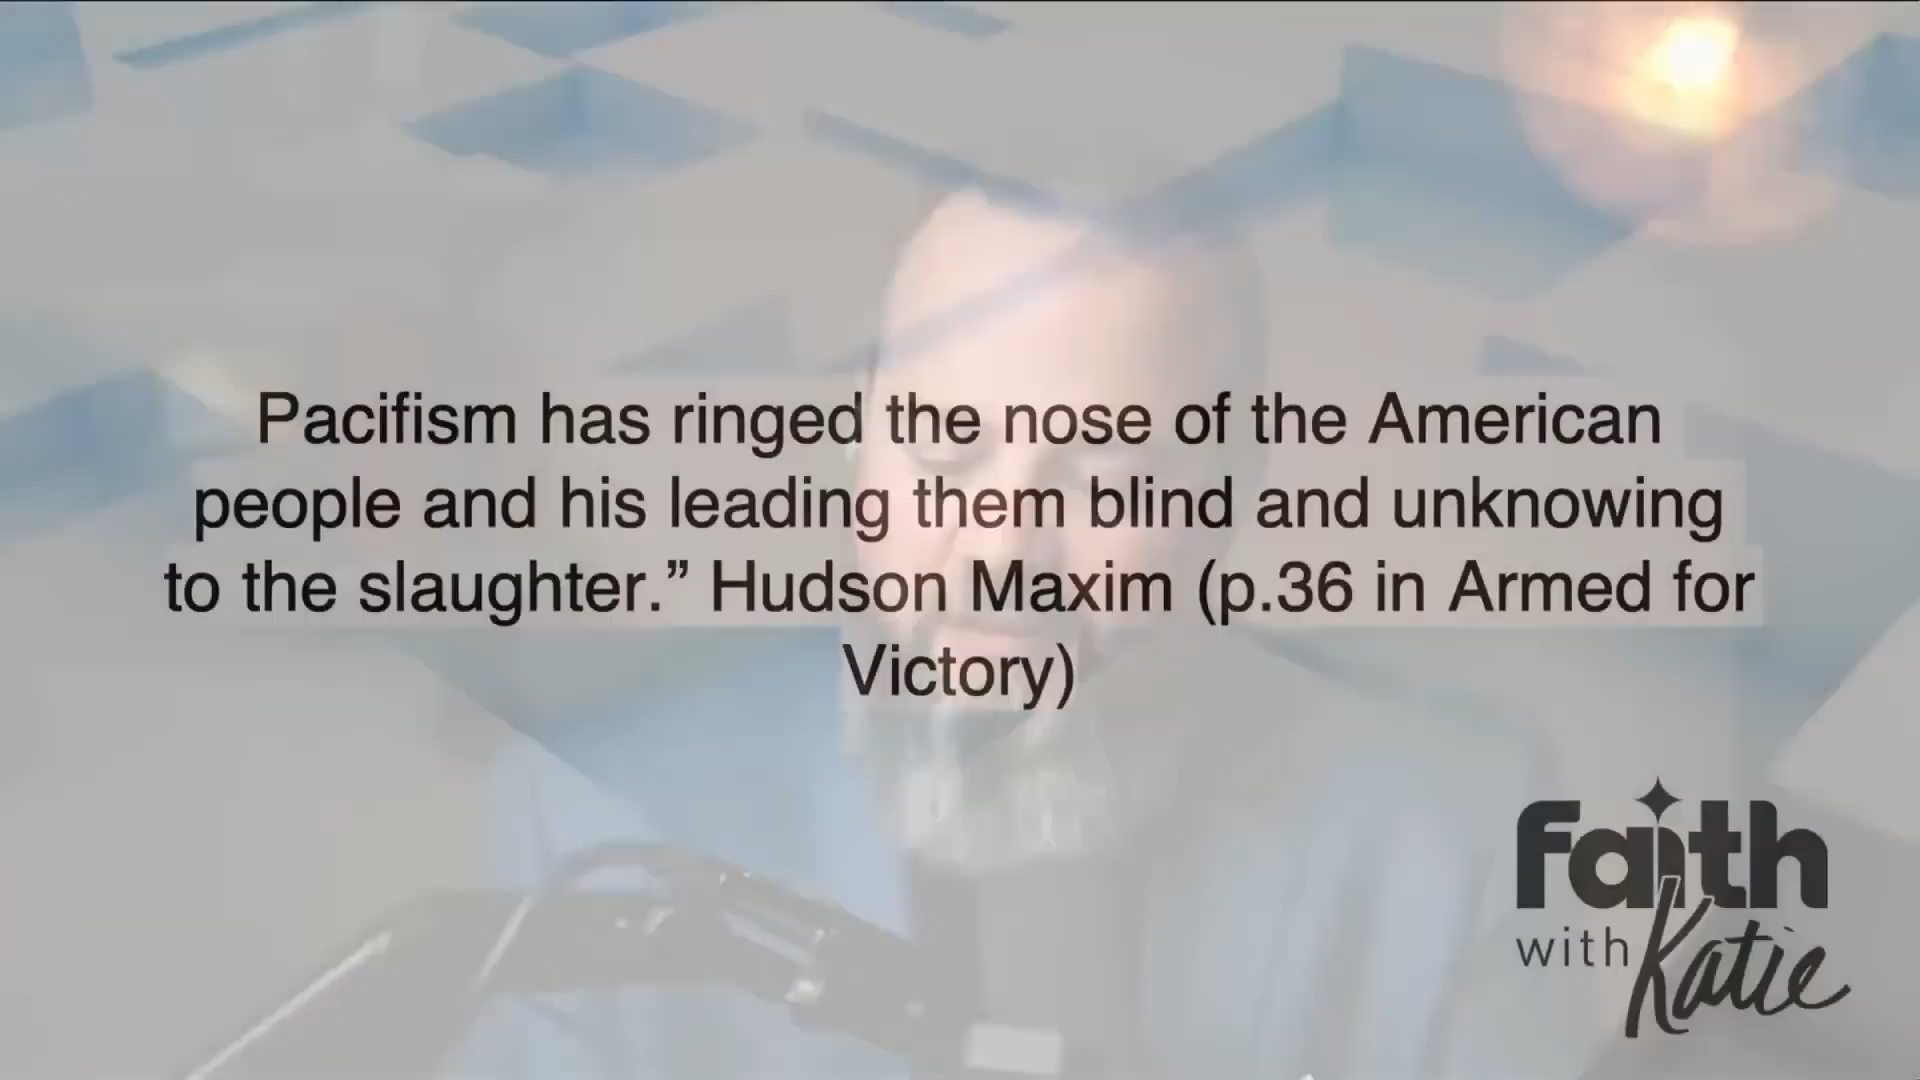 Pacifism has ringed the nose of the American
people and his leading them blind and unknowing
to the slaughter.” Hudson Maxim (p.36 in Armed for
Victory)
faith
with Katie